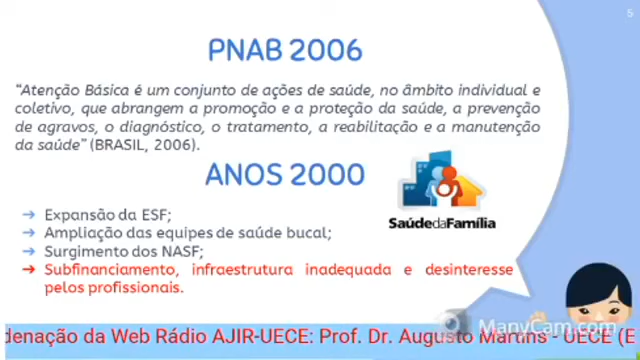 5
PNAB 2006
“Atenção Básica é um conjunto de ações de saúde, no âmbito individual e
coletivo, que abrangem a promoção e a proteção da saúde, a prevenção
de agravos, o diagnóstico, o tratamento, a reabilitação e a manutenção
da saúde” (BRASIL, 2006).
ANOS 2000
SaúdedaFamília
➔ Expansão da ESF;
➔ Ampliação das equipes de saúde bucal;
➔ Surgimento dos NASF;
➔ Subfinanciamento, infraestrutura inadequada e desinteresse
pelos profissionais.
ManyCam.com
denação da Web Rádio AJIR-UECE: Prof. Dr. Augusto Martins - UECE (E